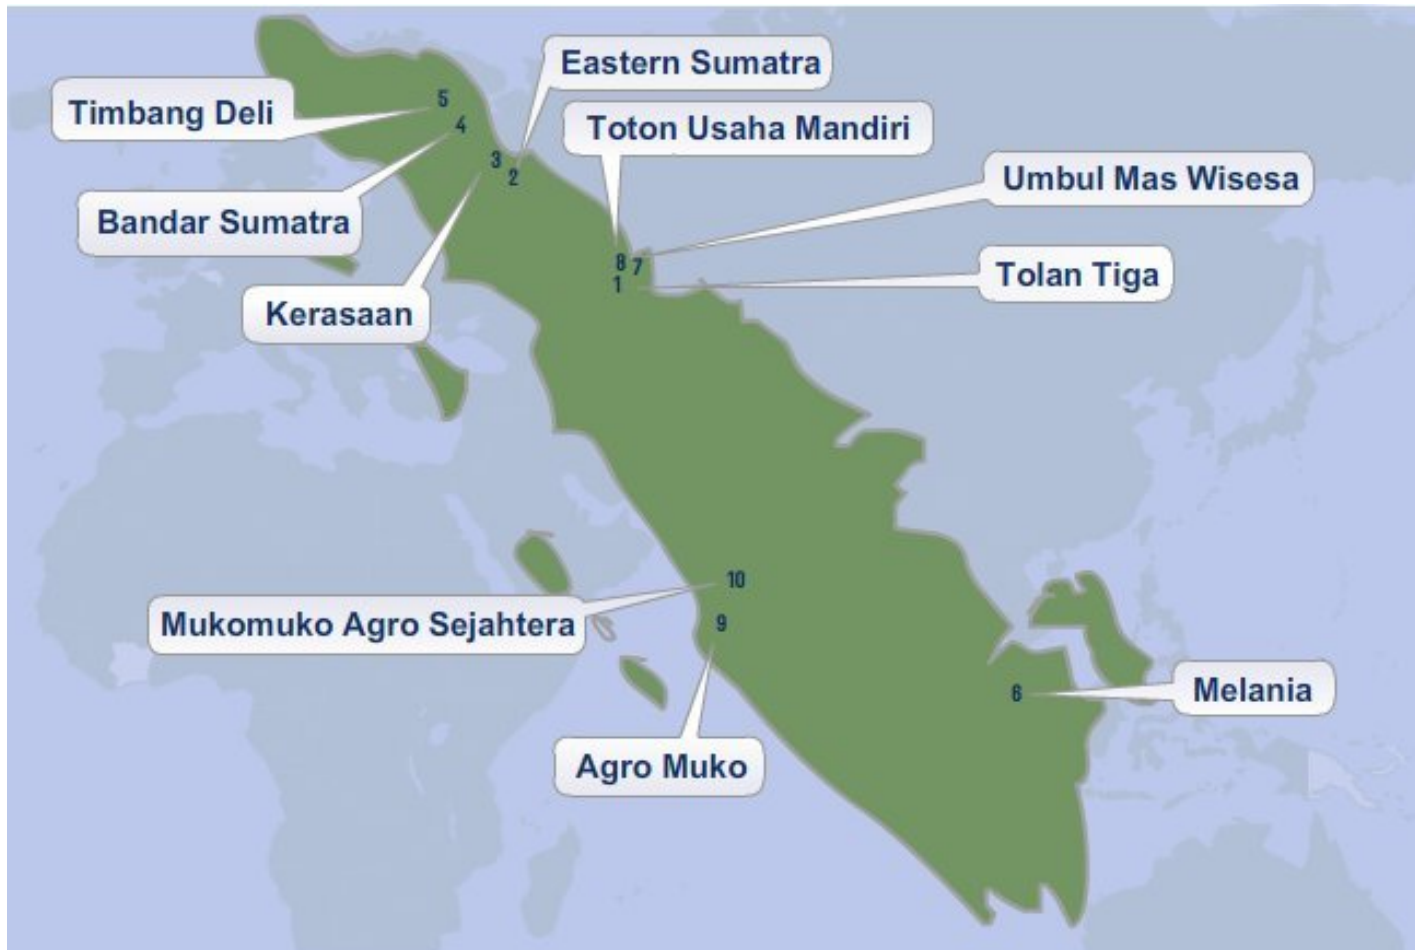 Eastern Sumatra
5
Timbang Deli
4
Toton Usaha Mandiri
3
2
Umbul Mas Wisesa
Bandar Sumatra
8
7
Tolan Tiga
1
Kerasaan
10
Mukomuko Agro Sejahtera
9
6
Melania
Agro Muko